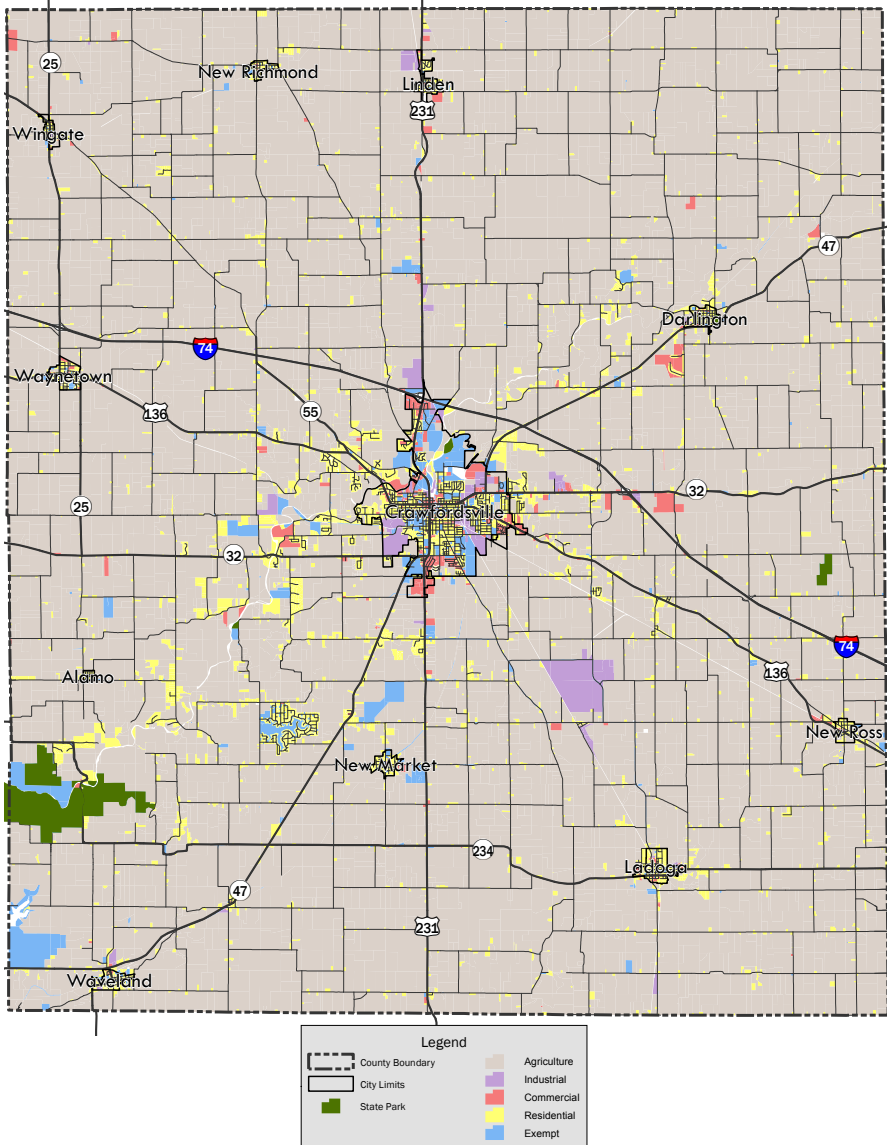 25
New Richmond
Linden
231
Wingate
47
Darlington
74
Waynetown
136
55
25
32
Crawfordsville
32
74
136
Alamo
New Ross
New Market
234
Ladoga
47
231
Waveland
Legend
County Boundary
City Limits
State Park
Agriculture
Industrial
Commercial
Residential
Exempt